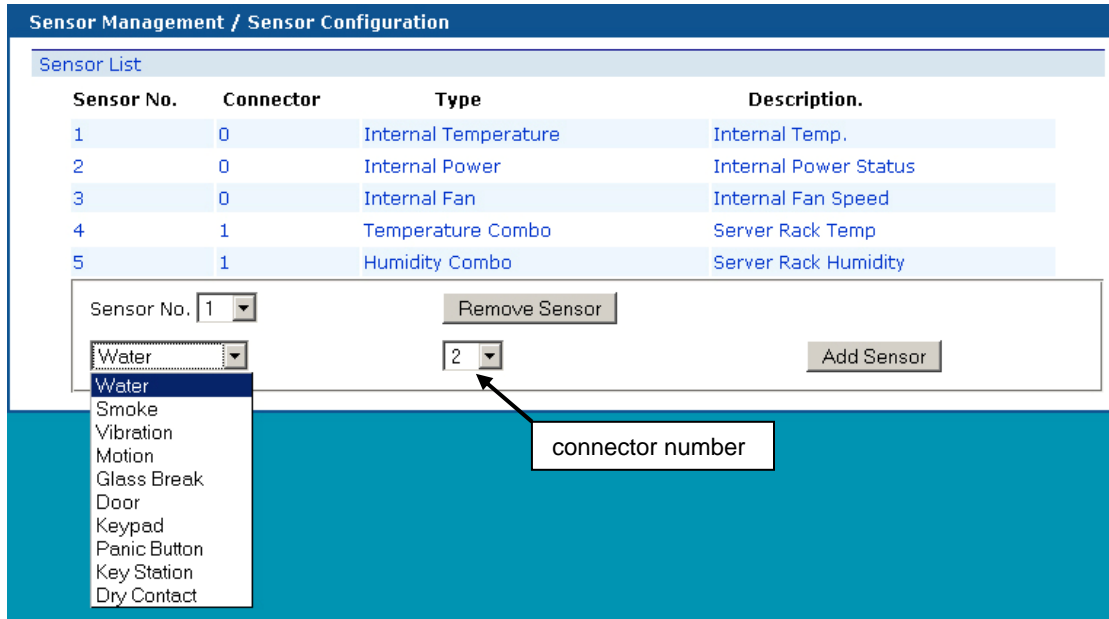 Sensor Management / Sensor Configuration
Sensor List
Sensor No. Connector Type Description.
1 0 Internal Temperature Internal Temp.
2 0 Internal Power Internal Power Status
3 0 Internal Fan Internal Fan Speed
4 1 Temperature Combo Server Rack Temp
5 1 Humidity Combo Server Rack Humidity
Sensor No. 1 Remove Sensor
Water 2 Add Sensor
Water
Smoke
Vibration
Motion
Glass Break
Door
Keypad
Panic Button
Key Station
Dry Contact
connector number